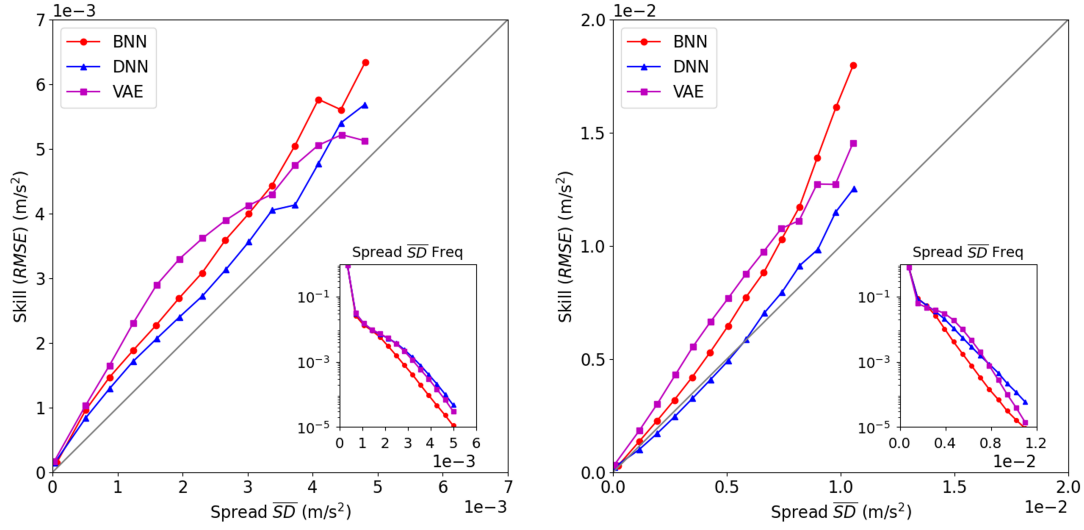 1e−3
7
6
5
4
3
2
1
0
Skill (RMSE) (m/s²)
BNN
DNN
VAE
Spread SD Freq
10⁻¹
10⁻³
10⁻⁵
0 1 2 3 4 5 6
1e−3
0 1 2 3 4 5 6 7
1e−3
Spread SD (m/s²)
1e−2
2.0
1.5
1.0
0.5
0.0
Skill (RMSE) (m/s²)
BNN
DNN
VAE
Spread SD Freq
10⁻¹
10⁻³
10⁻⁵
0.0 0.4 0.8 1.2
1e−2
0.0 0.5 1.0 1.5 2.0
1e−2
Spread SD (m/s²)